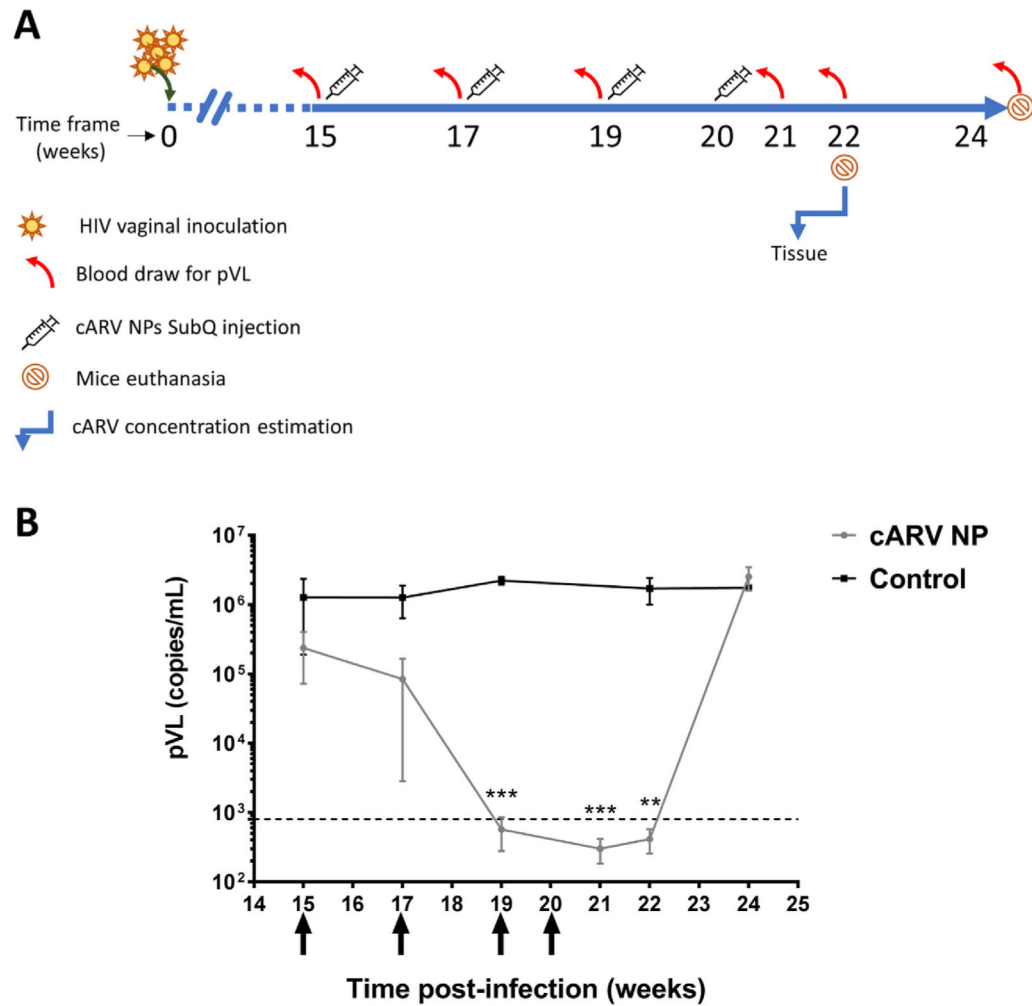 A
Time frame
(weeks)
0 15 17 19 20 21 22 24
Tissue
HIV vaginal inoculation
Blood draw for pVL
cARV NPs SubQ injection
Mice euthanasia
cARV concentration estimation
B
pVL (copies/mL)
10⁷
10⁶
10⁵
10⁴
10³
10²
*** *** **
14 15 16 17 18 19 20 21 22 23 24 25
Time post-infection (weeks)
cARV NP
Control